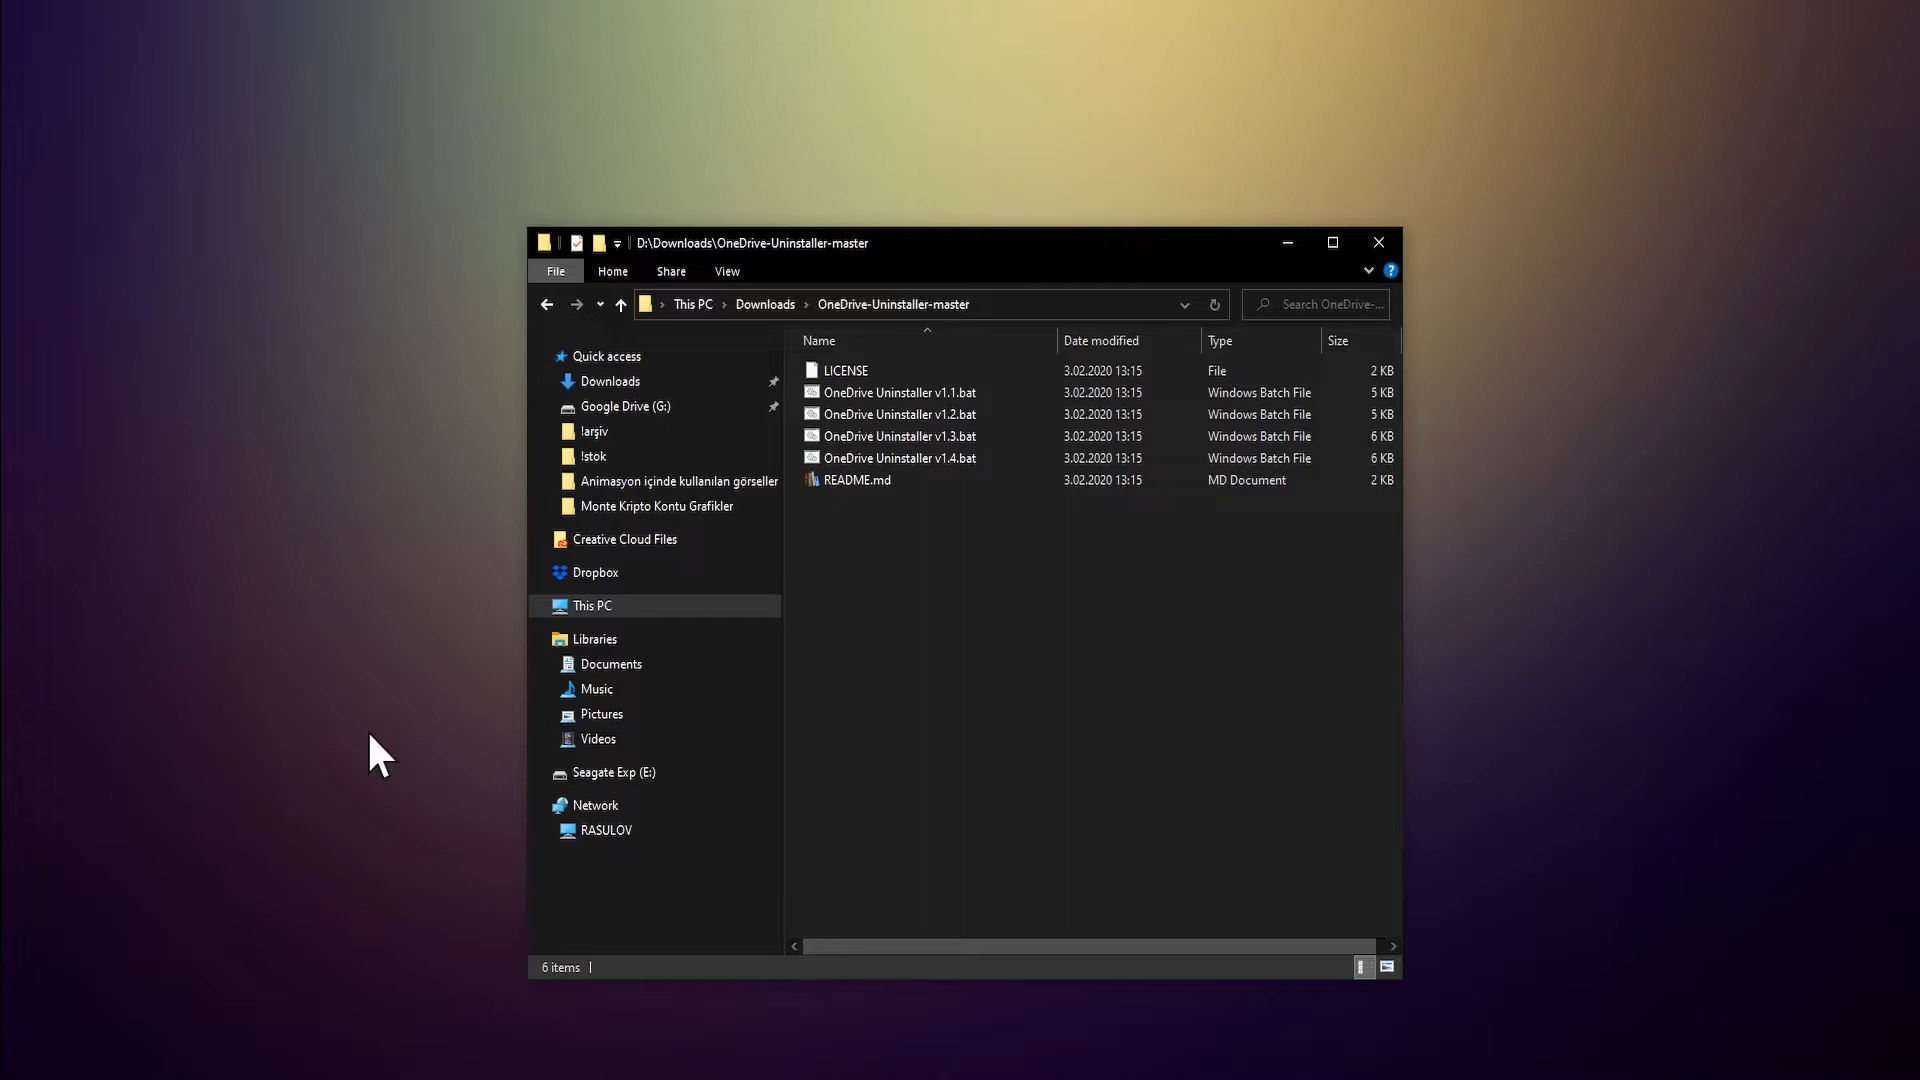 D:\Downloads\OneDrive-Uninstaller-master
File Home Share View
This PC Downloads OneDrive-Uninstaller-master Search OneDrive-...
Name Date modified Type Size
Quick access
Downloads
Google Drive (G:)
!arşiv
!stok
Animasyon içinde kullanılan görseller
Monte Kripto Kontu Grafikler
Creative Cloud Files
Dropbox
This PC
Libraries
Documents
Music
Pictures
Videos
Seagate Exp (E:)
Network
RASULOV
LICENSE 3.02.2020 13:15 File 2 KB
OneDrive Uninstaller v1.1.bat 3.02.2020 13:15 Windows Batch File 5 KB
OneDrive Uninstaller v1.2.bat 3.02.2020 13:15 Windows Batch File 5 KB
OneDrive Uninstaller v1.3.bat 3.02.2020 13:15 Windows Batch File 6 KB
OneDrive Uninstaller v1.4.bat 3.02.2020 13:15 Windows Batch File 6 KB
README.md 3.02.2020 13:15 MD Document 2 KB
6 items